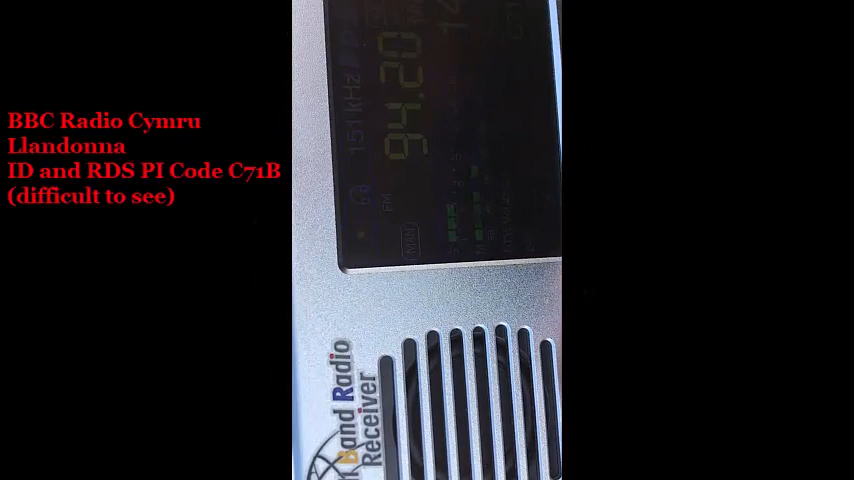 BBC Radio Cymru
Llandonna
ID and RDS PI Code C71B
(difficult to see)
151kHz
94.20
FM
MAN
Band Radio
Receiver